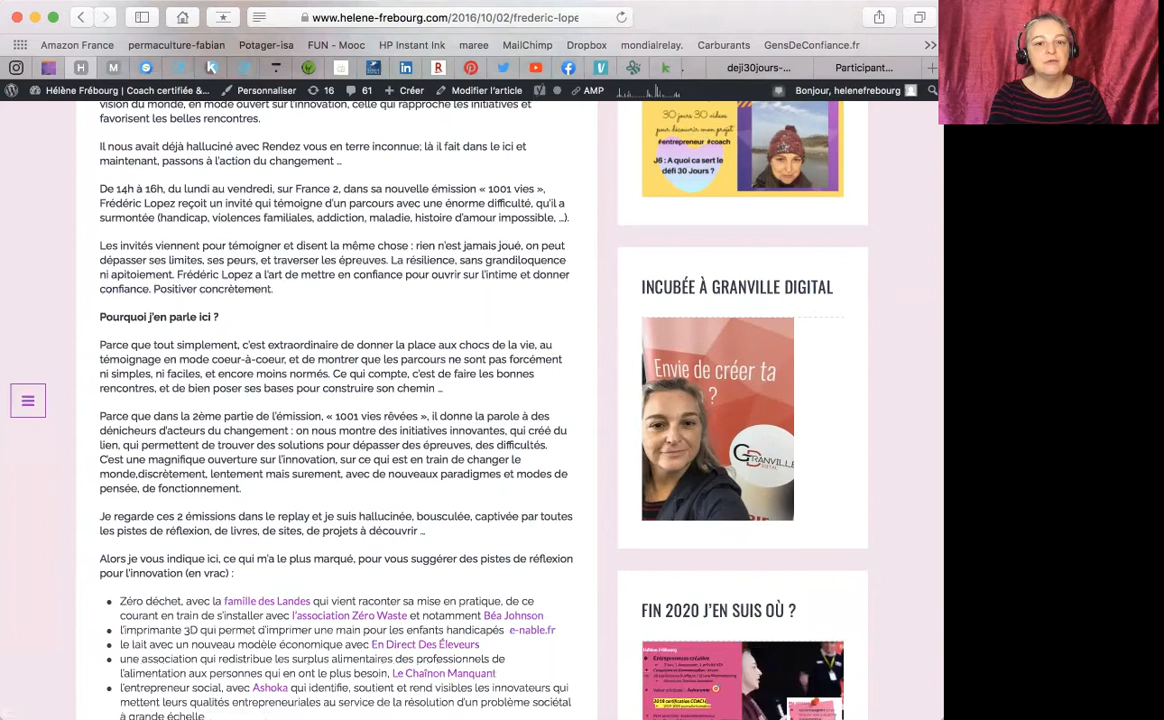 www.helene-frebourg.com/2016/10/02/frederic-lope
Amazon France permaculture-fabian Potager-isa FUN - Mooc HP Instant Ink maree MailChimp Dropbox mondialrelay. Carburants GensDeConfiance.fr
deji30jours-... Participant...
Hélène Frébourg | Coach certifiée &... Personnaliser 16 61 Créer Modifier l'article AMP Bonjour, helenefrebourg
vision du monde, en mode ouvert sur l'innovation, celle qui rapproche les initiatives et
favorisent les belles rencontres.
Il nous avait déjà halluciné avec Rendez vous en terre inconnue; là il fait dans le ici et
maintenant, passons à l'action du changement ...
De 14h à 16h, du lundi au vendredi, sur France 2, dans sa nouvelle émission « 1001 vies »,
Frédéric Lopez reçoit un invité qui témoigne d'un parcours avec une énorme difficulté, qu'il a
surmontée (handicap, violences familiales, addiction, maladie, histoire d'amour impossible, ...).
Les invités viennent pour témoigner et disent la même chose : rien n'est jamais joué, on peut
dépasser ses limites, ses peurs, et traverser les épreuves. La résilience, sans grandiloquence
ni apitoiement. Frédéric Lopez a l'art de mettre en confiance pour ouvrir sur l'intime et donner
confiance. Positiver concrètement.
Pourquoi j'en parle ici ?
Parce que tout simplement, c'est extraordinaire de donner la place aux chocs de la vie, au
témoignage en mode coeur-à-coeur, et de montrer que les parcours ne sont pas forcément
ni simples, ni faciles, et encore moins normés. Ce qui compte, c'est de faire les bonnes
rencontres, et de bien poser ses bases pour construire son chemin ...
Parce que dans la 2ème partie de l'émission, « 1001 vies rêvées », il donne la parole à des
dénicheurs d'acteurs du changement : on nous montre des initiatives innovantes, qui créé du
lien, qui permettent de trouver des solutions pour dépasser des épreuves, des difficultés.
C'est une magnifique ouverture sur l'innovation, sur ce qui est en train de changer le
monde,discrètement, lentement mais surement, avec de nouveaux paradigmes et modes de
pensée, de fonctionnement.
Je regarde ces 2 émissions dans le replay et je suis hallucinée, bousculée, captivée par toutes
les pistes de réflexion, de livres, de sites, de projets à découvrir ...
Alors je vous indique ici, ce qui m'a le plus marqué, pour vous suggérer des pistes de réflexion
pour l'innovation (en vrac) :
Zéro déchet, avec la famille des Landes qui vient raconter sa mise en pratique, de ce
courant en train de s'installer avec l'association Zéro Waste et notamment Béa Johnson
l'imprimante 3D qui permet d'imprimer une main pour les enfants handicapés e-nable.fr
le lait avec un nouveau modèle économique avec En Direct Des Éleveurs
une association qui redistribue les surplus alimentaires des professionnels de
l'alimentation aux personnes qui en ont le plus besoin, Le Chaînon Manquant
l'entrepreneur social, avec Ashoka qui identifie, soutient et rend visibles les innovateurs qui
mettent leurs qualités entrepreneuriales au service de la résolution d'un problème sociétal
à grande échelle
30 jours 30 videos
pour découvrir mon projet
#entrepreneur #coach
J6 : A quoi ca sert le
défi 30 Jours ?
INCUBÉE À GRANVILLE DIGITAL
Envie de créer ta
?
GRANVILLE
DIGITAL
FIN 2020 J'EN SUIS OÙ ?